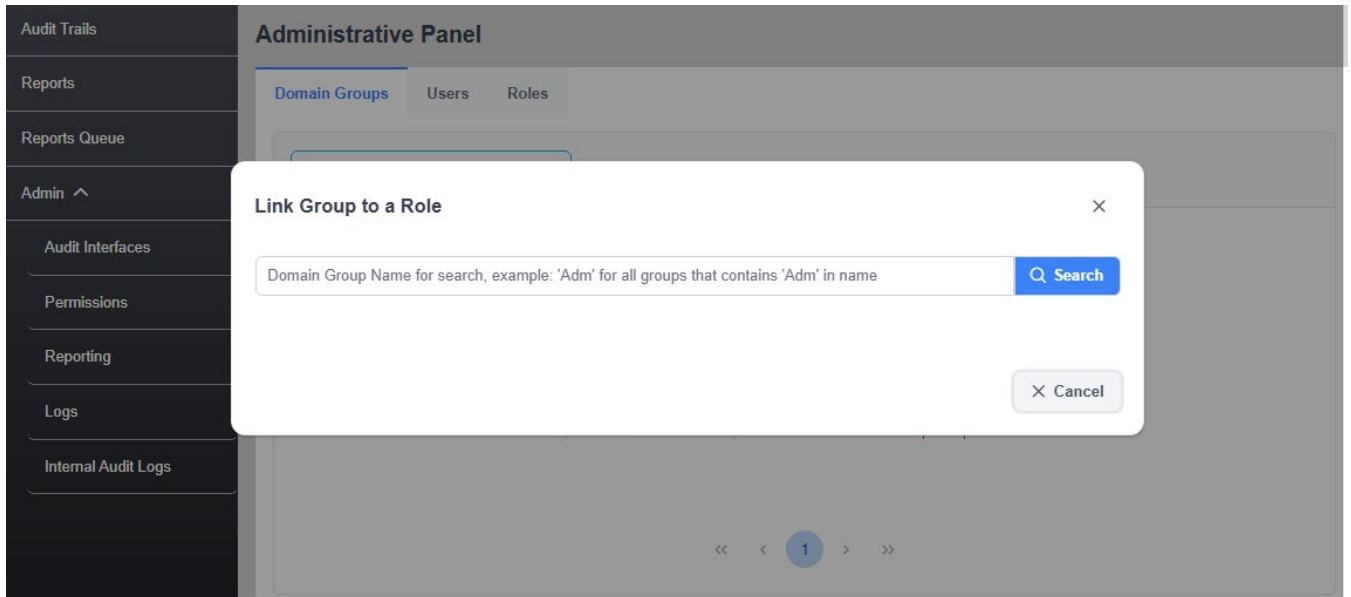 Audit Trails
Reports
Reports Queue
Admin
Audit Interfaces
Permissions
Reporting
Logs
Internal Audit Logs
Administrative Panel
Domain Groups Users Roles
Link Group to a Role
Domain Group Name for search, example: 'Adm' for all groups that contains 'Adm' in name
Search
Cancel
1